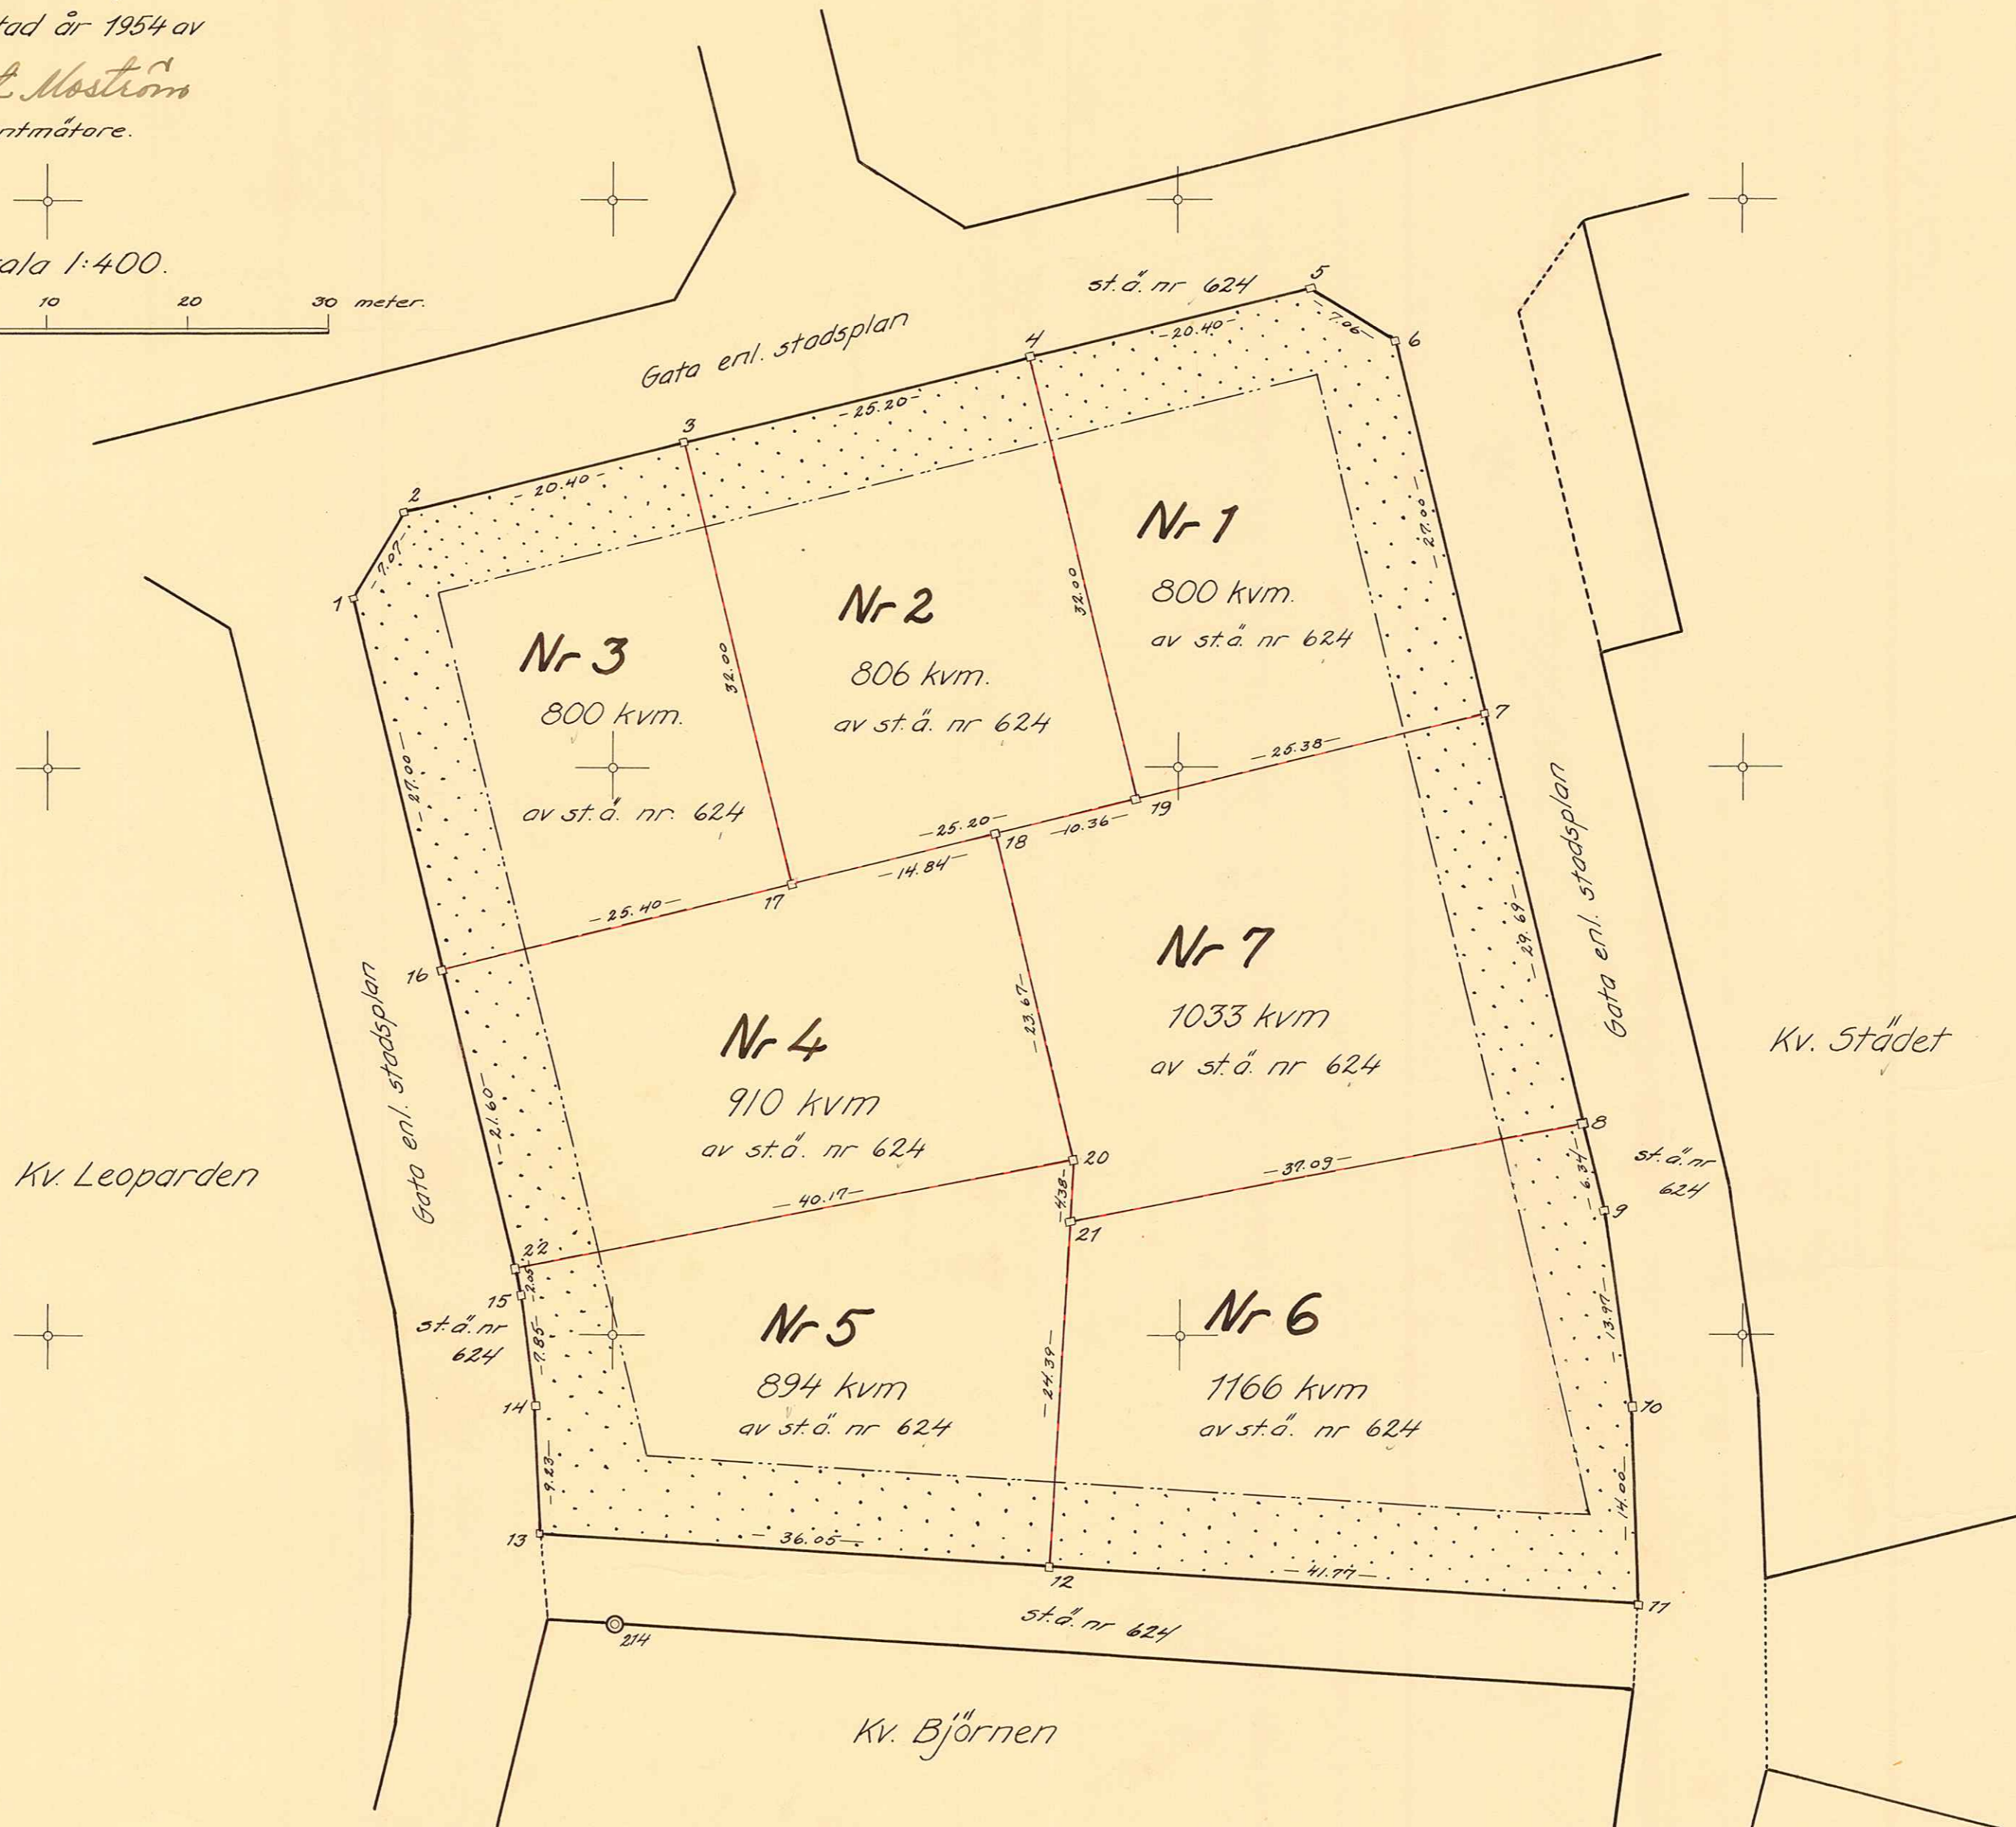 år 1954 av
Moström
1:400.
10 20 30 meter.
Gata enl. stadsplan
st.ä. nr 624
1
2
3
4
5
6
7
8
9
10
11
12
13
14
15
16
17
18
19
20
21
22
-7.07-
-20.40-
-25.20-
-20.40-
-7.06-
-27.00-
-27.00-
32.00
32.00
Nr 1
800 kvm.
av st.ä. nr 624
Nr 2
806 kvm.
av st.ä. nr 624
Nr 3
800 kvm.
av st.ä. nr. 624
-25.38-
-25.20-
-10.36-
-14.84-
-25.40-
-23.67-
-29.69-
-21.60-
Gata enl. stadsplan
Gata enl. stadsplan
Nr 7
1033 kvm
av st.ä. nr 624
Nr 4
910 kvm
av st.ä. nr 624
Kv. Städet
Kv. Leoparden
-40.17-
-37.09-
-4.38-
-6.34-
st.ä. nr
624
-2.05-
-7.85-
-9.23-
st.ä. nr
624
-24.39-
-13.97-
-14.00-
Nr 5
894 kvm
av st.ä. nr 624
Nr 6
1166 kvm
av st.ä. nr 624
-36.05-
-41.77-
st.ä. nr 624
214
Kv. Björnen